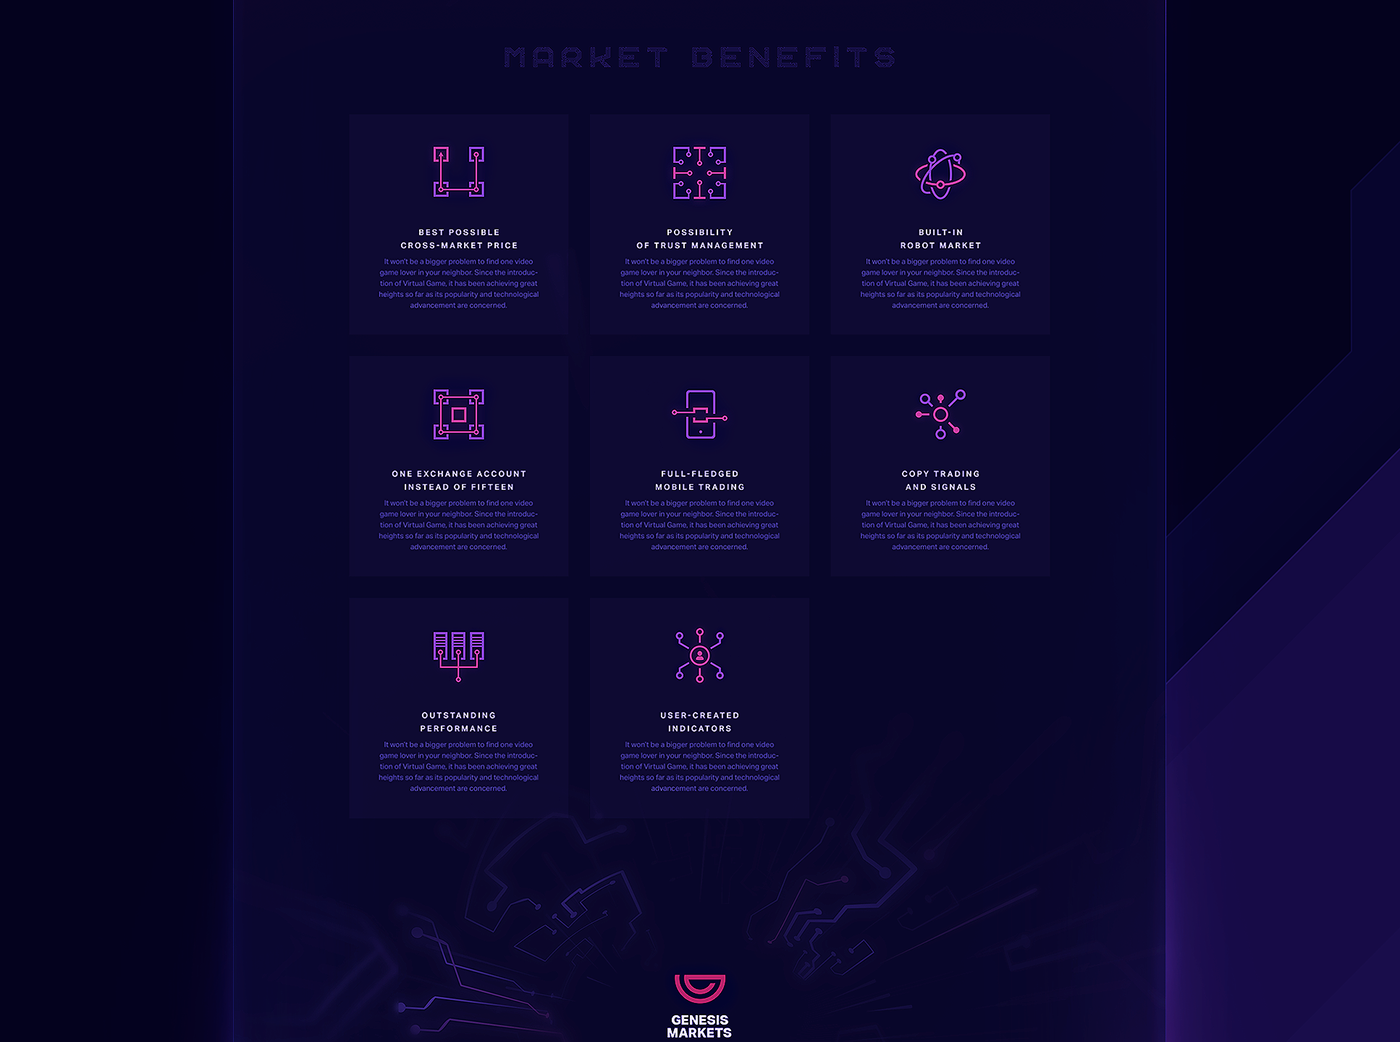 MARKET BENEFITS
BEST POSSIBLE
CROSS-MARKET PRICE
It won't be a bigger problem to find one video
game lover in your neighbor. Since the introduc-
tion of Virtual Game, it has been achieving great
heights so far as its popularity and technological
advancement are concerned.
POSSIBILITY
OF TRUST MANAGEMENT
It won't be a bigger problem to find one video
game lover in your neighbor. Since the introduc-
tion of Virtual Game, it has been achieving great
heights so far as its popularity and technological
advancement are concerned.
BUILT-IN
ROBOT MARKET
It won't be a bigger problem to find one video
game lover in your neighbor. Since the introduc-
tion of Virtual Game, it has been achieving great
heights so far as its popularity and technological
advancement are concerned.
ONE EXCHANGE ACCOUNT
INSTEAD OF FIFTEEN
It won't be a bigger problem to find one video
game lover in your neighbor. Since the introduc-
tion of Virtual Game, it has been achieving great
heights so far as its popularity and technological
advancement are concerned.
FULL-FLEDGED
MOBILE TRADING
It won't be a bigger problem to find one video
game lover in your neighbor. Since the introduc-
tion of Virtual Game, it has been achieving great
heights so far as its popularity and technological
advancement are concerned.
COPY TRADING
AND SIGNALS
It won't be a bigger problem to find one video
game lover in your neighbor. Since the introduc-
tion of Virtual Game, it has been achieving great
heights so far as its popularity and technological
advancement are concerned.
OUTSTANDING
PERFORMANCE
It won't be a bigger problem to find one video
game lover in your neighbor. Since the introduc-
tion of Virtual Game, it has been achieving great
heights so far as its popularity and technological
advancement are concerned.
USER-CREATED
INDICATORS
It won't be a bigger problem to find one video
game lover in your neighbor. Since the introduc-
tion of Virtual Game, it has been achieving great
heights so far as its popularity and technological
advancement are concerned.
GENESIS
MARKETS